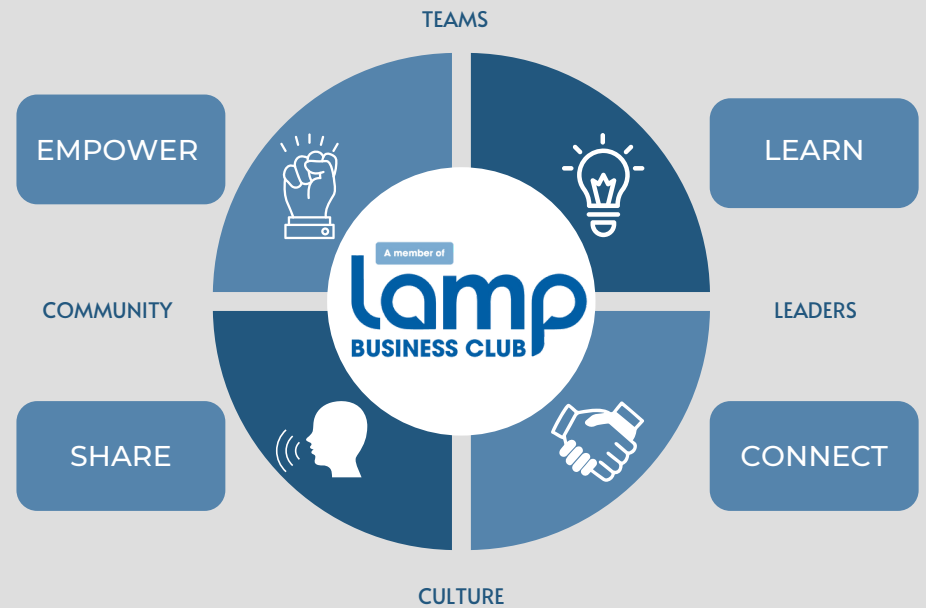 TEAMS
EMPOWER
LEARN
A member of
lamp
BUSINESS CLUB
COMMUNITY
LEADERS
SHARE
CONNECT
CULTURE